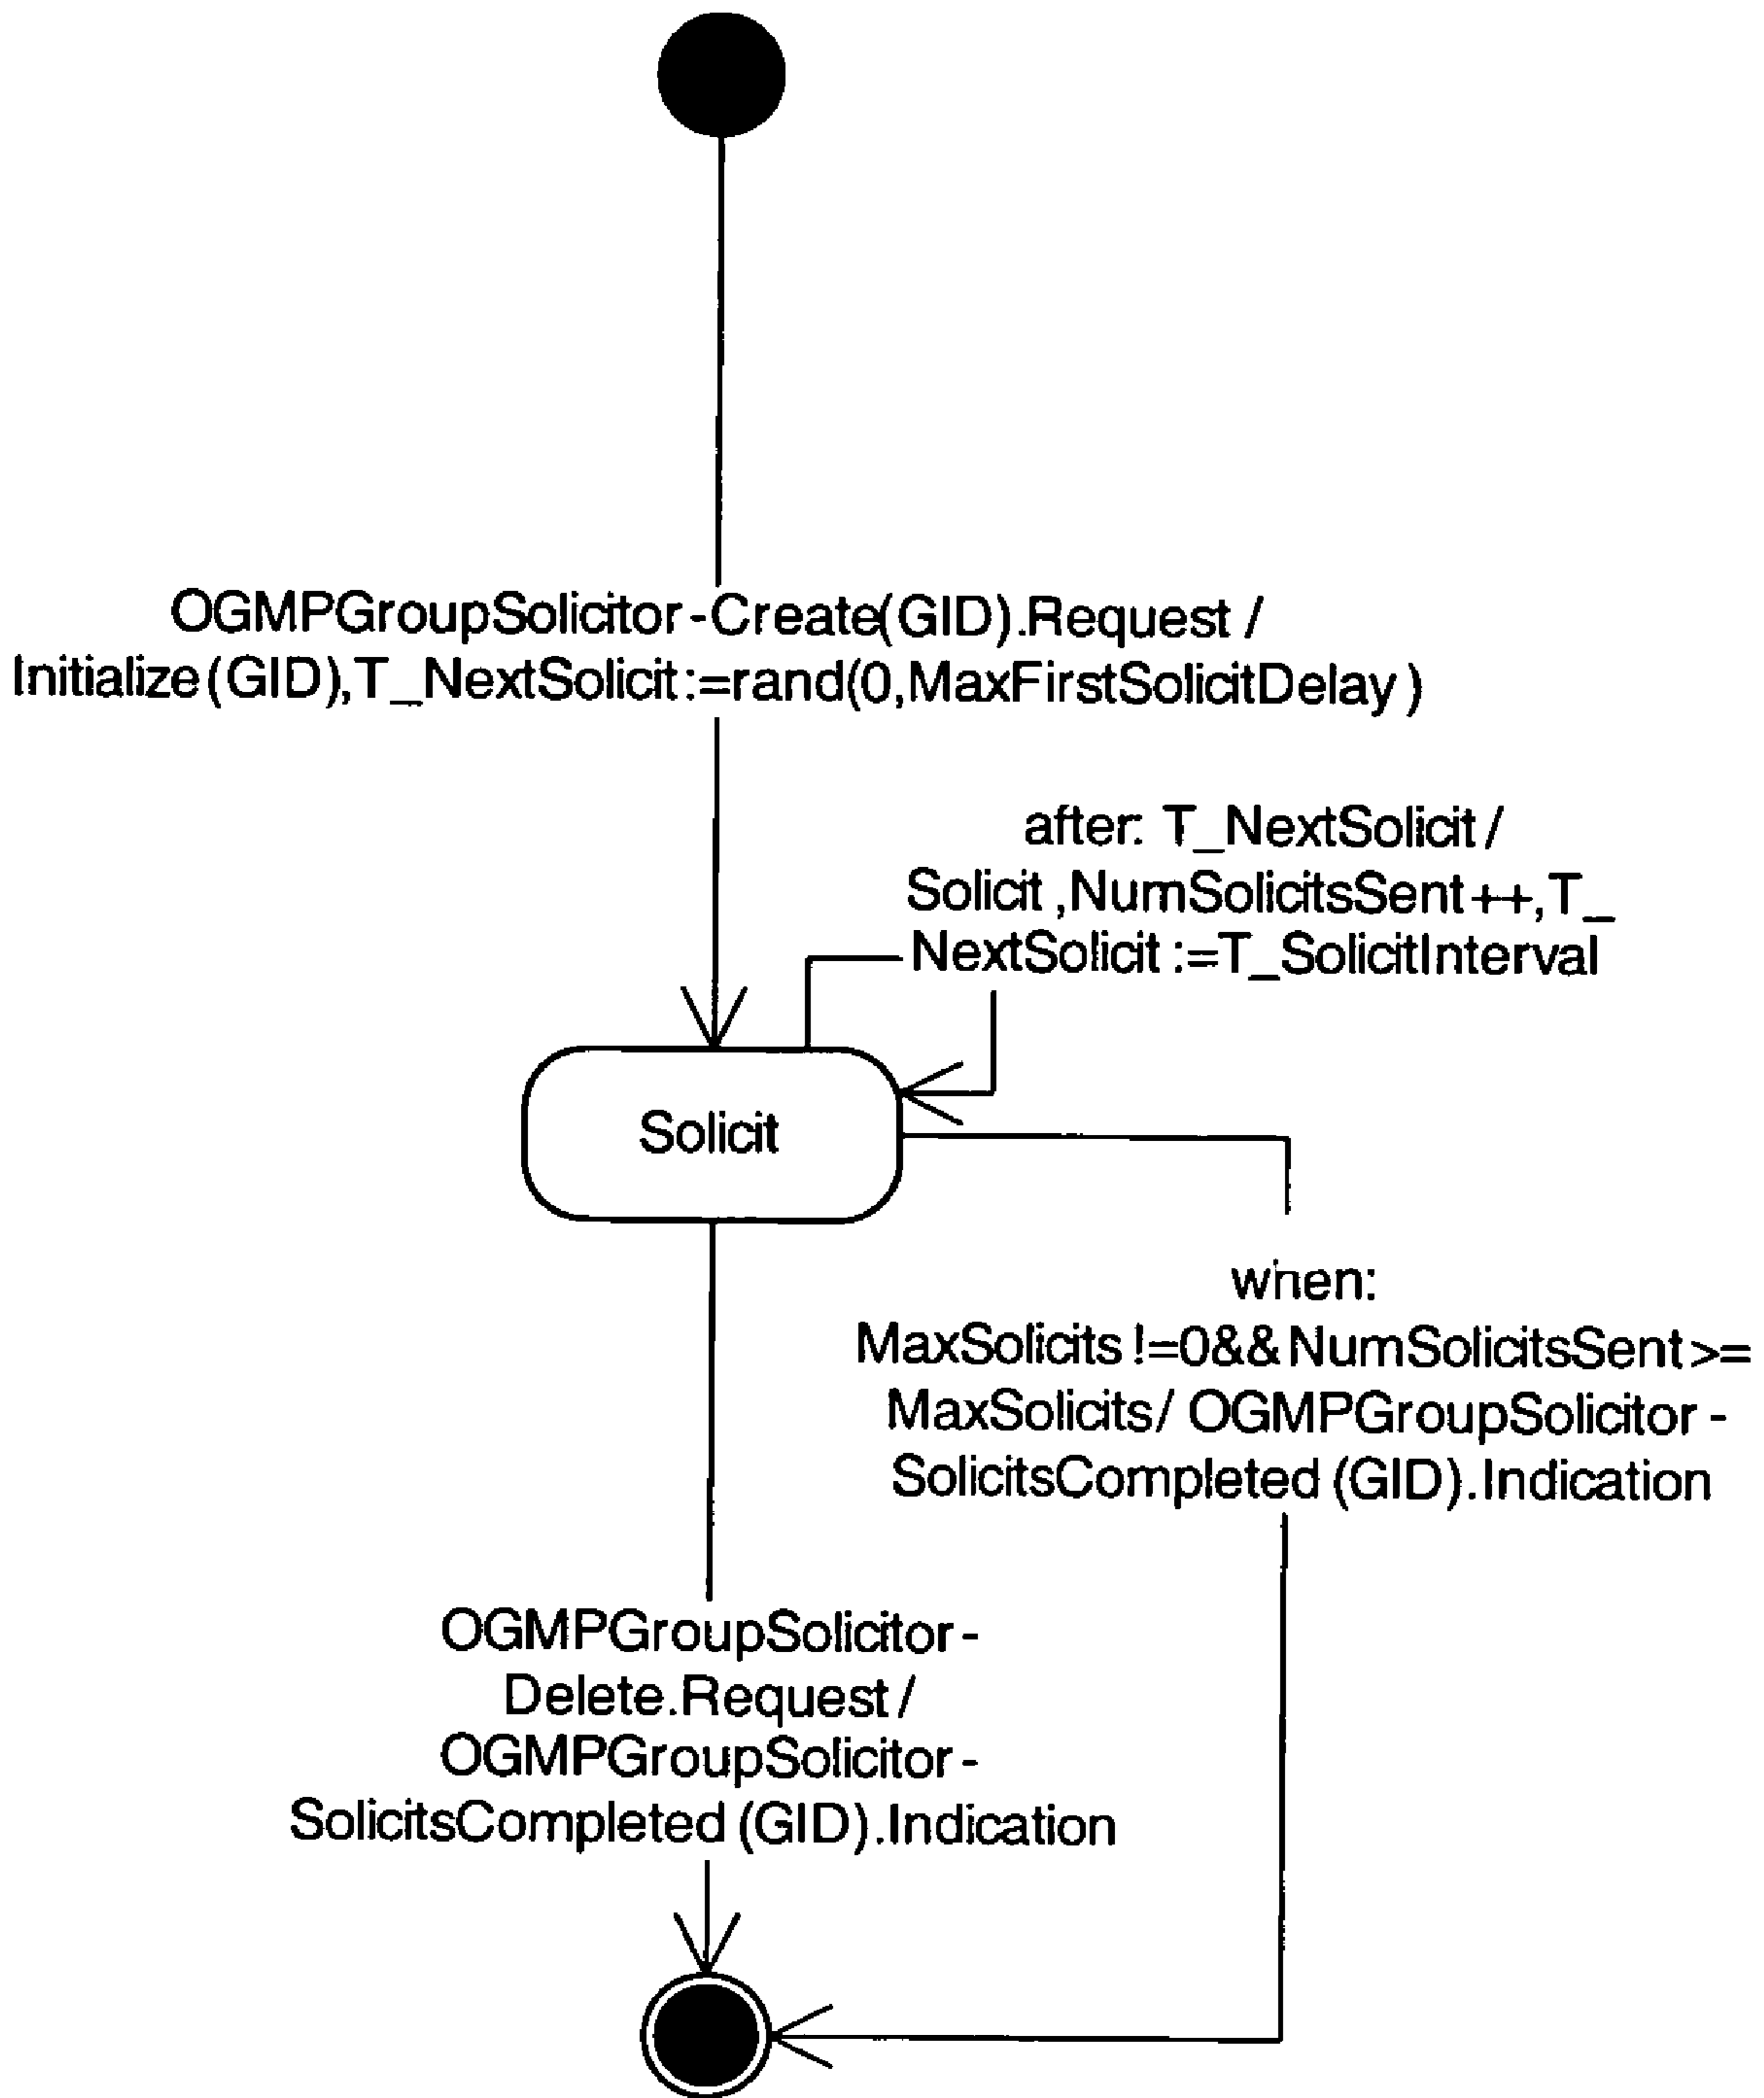 OGMPGroupSolicitor-Create(GID).Request /
Initialize(GID),T_NextSolicit:=rand(0,MaxFirstSolicitDelay)
after: T_NextSolicit /
Solicit,NumSolicitsSent++,T_
NextSolicit:=T_SolicitInterval
Solicit
when:
MaxSolicits!=0&&NumSolicitsSent>=
MaxSolicits/ OGMPGroupSolicitor-
SolicitsCompleted(GID).Indication
OGMPGroupSolicitor-
Delete.Request /
OGMPGroupSolicitor-
SolicitsCompleted(GID).Indication